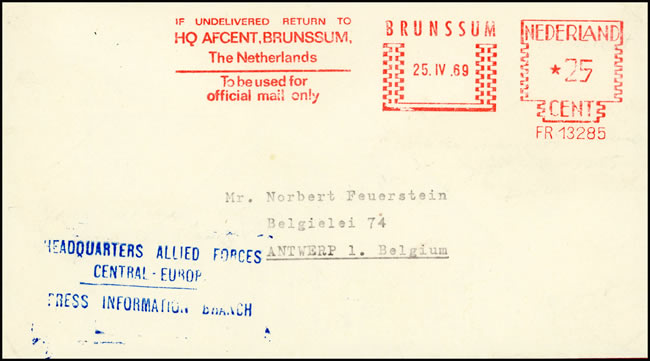 IF UNDELIVERED RETURN TO
HQ AFCENT, BRUNSSUM,
The Netherlands
To be used for
official mail only
BRUNSSUM
25. IV .69
NEDERLAND
*25
CENT
FR 13285
Mr. Norbert Feuerstein
Belgielei 74
ANTWERP 1. Belgium
HEADQUARTERS ALLIED FORCES
CENTRAL-EUROP
PRESS INFORMATION BRANCH